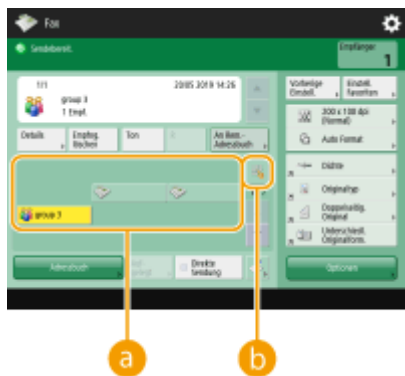 Fax
Sendebereit.
Empfänger
1
1/1
20/05 2019 14:26
group 3
1 Empf.
Details
Empfng. löschen
Ton
R
An Ben.-Adressbuch
group 3
Adressbuch
Direkte Sendung
Vorherige Einstell.
Einstell. Favoriten
200 x 100 dpi (Normal)
Auto Format
Dichte
Originaltyp
Doppelseitig. Original
Unterschiedl. Originalform.
Optionen
a
b